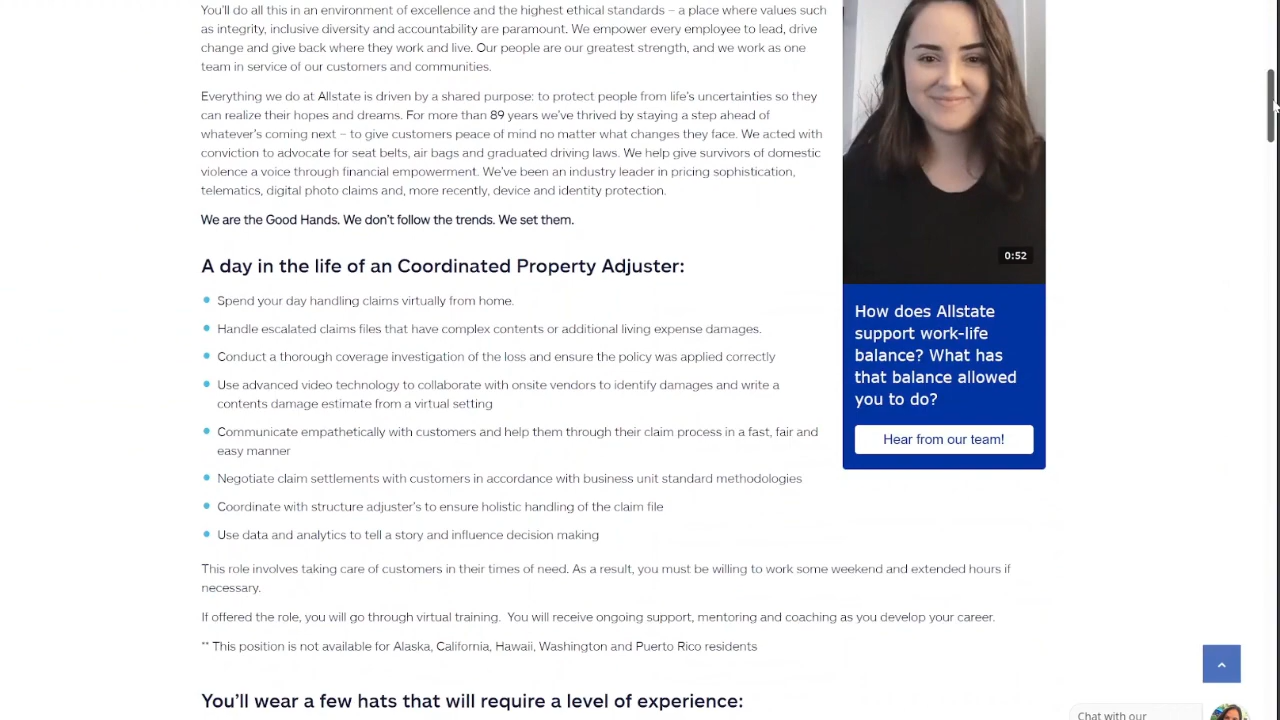 You'll do all this in an environment of excellence and the highest ethical standards – a place where values such
as integrity, inclusive diversity and accountability are paramount. We empower every employee to lead, drive
change and give back where they work and live. Our people are our greatest strength, and we work as one
team in service of our customers and communities.
Everything we do at Allstate is driven by a shared purpose: to protect people from life's uncertainties so they
can realize their hopes and dreams. For more than 89 years we've thrived by staying a step ahead of
whatever's coming next – to give customers peace of mind no matter what changes they face. We acted with
conviction to advocate for seat belts, air bags and graduated driving laws. We help give survivors of domestic
violence a voice through financial empowerment. We've been an industry leader in pricing sophistication,
telematics, digital photo claims and, more recently, device and identity protection.
We are the Good Hands. We don't follow the trends. We set them.
A day in the life of an Coordinated Property Adjuster:
Spend your day handling claims virtually from home.
Handle escalated claims files that have complex contents or additional living expense damages.
Conduct a thorough coverage investigation of the loss and ensure the policy was applied correctly
Use advanced video technology to collaborate with onsite vendors to identify damages and write a
contents damage estimate from a virtual setting
Communicate empathetically with customers and help them through their claim process in a fast, fair and
easy manner
Negotiate claim settlements with customers in accordance with business unit standard methodologies
Coordinate with structure adjuster's to ensure holistic handling of the claim file
Use data and analytics to tell a story and influence decision making
This role involves taking care of customers in their times of need. As a result, you must be willing to work some weekend and extended hours if
necessary.
If offered the role, you will go through virtual training. You will receive ongoing support, mentoring and coaching as you develop your career.
** This position is not available for Alaska, California, Hawaii, Washington and Puerto Rico residents
You'll wear a few hats that will require a level of experience:
0:52
How does Allstate
support work-life
balance? What has
that balance allowed
you to do?
Hear from our team!
Chat with our